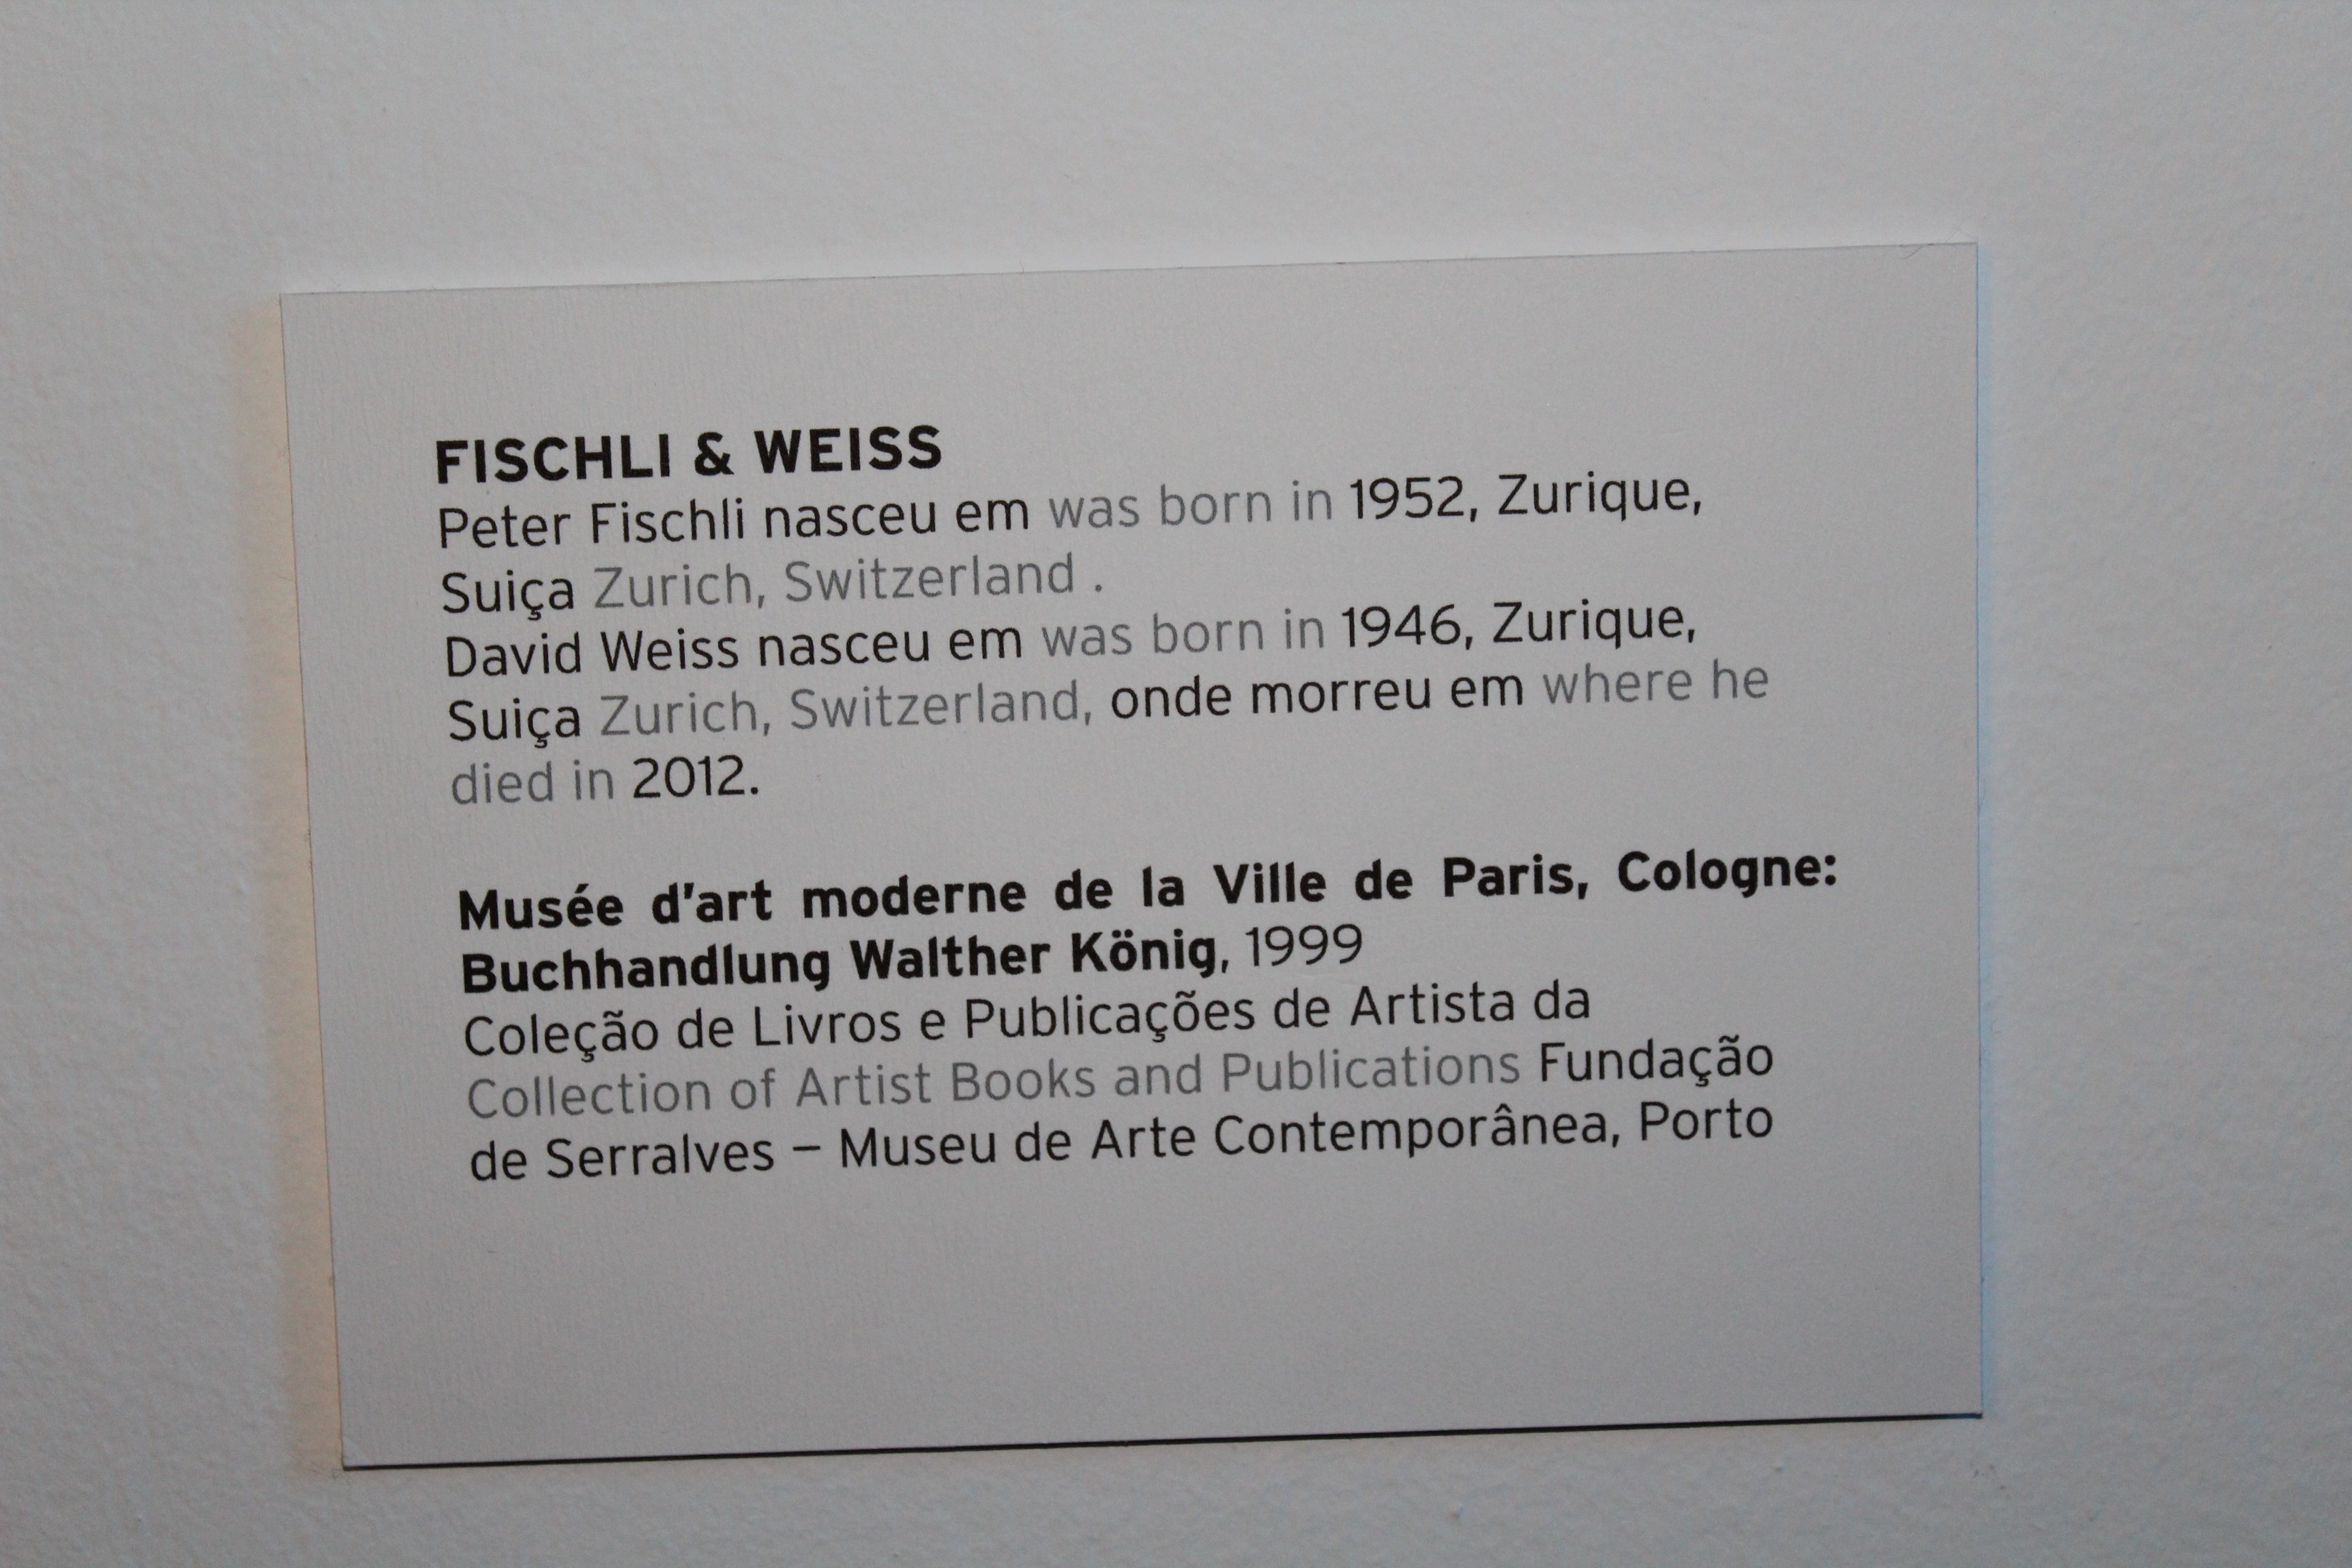 FISCHLI & WEISS
Peter Fischli nasceu em was born in 1952, Zurique,
Suiça Zurich, Switzerland .
David Weiss nasceu em was born in 1946, Zurique,
Suiça Zurich, Switzerland, onde morreu em where he
died in 2012.
Musée d'art moderne de la Ville de Paris, Cologne:
Buchhandlung Walther König, 1999
Coleção de Livros e Publicações de Artista da
Collection of Artist Books and Publications Fundação
de Serralves – Museu de Arte Contemporânea, Porto